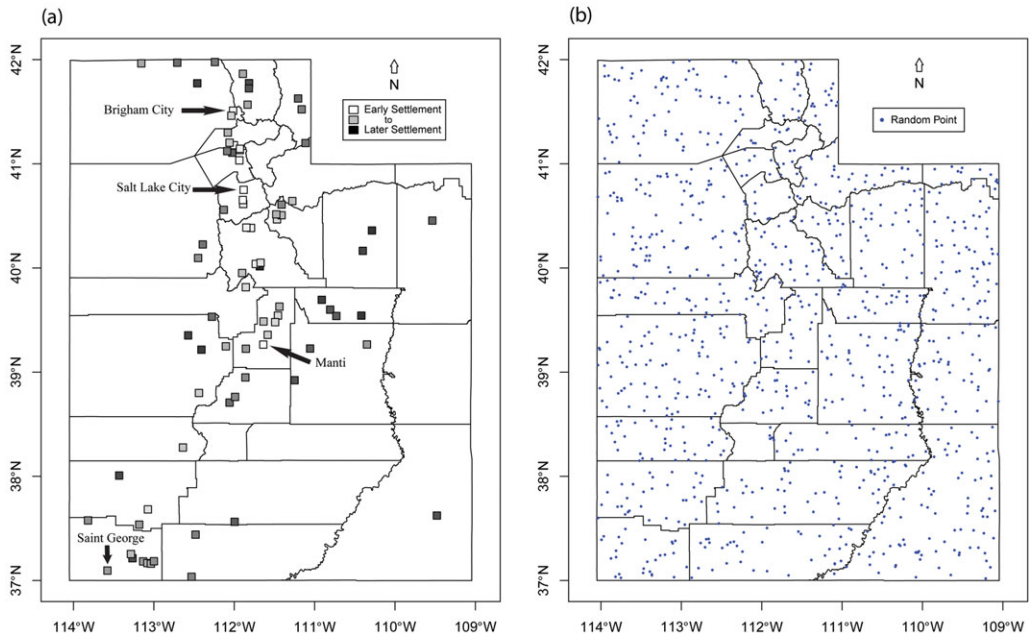 (a)
42°N
41°N
40°N
39°N
38°N
37°N
N
Brigham City
Early Settlement
to
Later Settlement
Salt Lake City
Manti
Saint George
114°W
113°W
112°W
111°W
110°W
109°W
(b)
42°N
41°N
40°N
39°N
38°N
37°N
N
Random Point
114°W
113°W
112°W
111°W
110°W
109°W